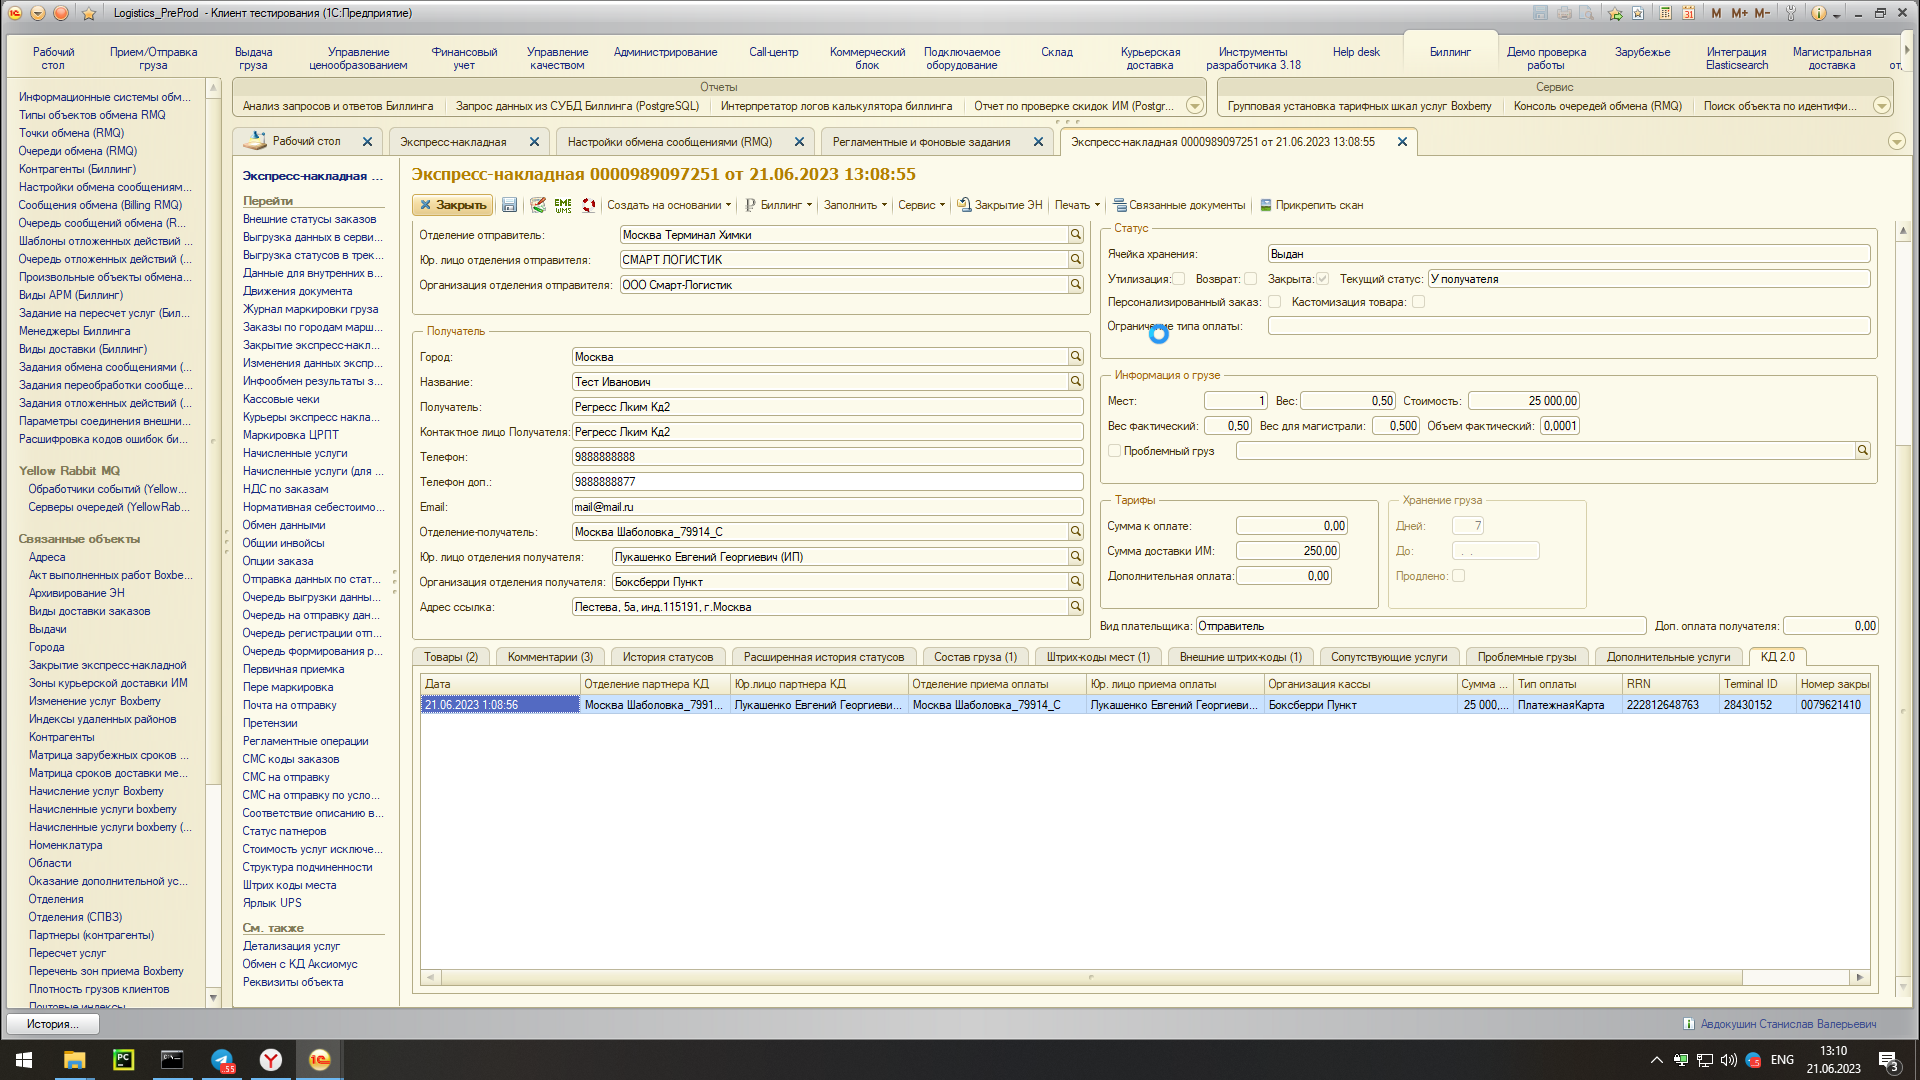 Logistics_PreProd - Клиент тестирования (1С:Предприятие)
M M+ M-
Рабочий стол
Прием/Отправка груза
Выдача груза
Управление ценообразованием
Финансовый учет
Управление качеством
Администрирование
Call-центр
Коммерческий блок
Подключаемое оборудование
Склад
Курьерская доставка
Инструменты разработчика 3.18
Help desk
Биллинг
Демо проверка работы
Зарубежье
Интеграция Elasticsearch
Магистральная доставка
от,
Отчеты
Анализ запросов и ответов Биллинга
Запрос данных из СУБД Биллинга (PostgreSQL)
Интерпретатор логов калькулятора биллинга
Отчет по проверке скидок ИМ (Postgr...
Сервис
Групповая установка тарифных шкал услуг Boxberry
Консоль очередей обмена (RMQ)
Поиск объекта по идентифи...
Информационные системы обм...
Типы объектов обмена RMQ
Точки обмена (RMQ)
Очереди обмена (RMQ)
Контрагенты (Биллинг)
Настройки обмена сообщениям...
Сообщения обмена (Billing RMQ)
Очередь сообщений обмена (R...
Шаблоны отложенных действий ...
Очередь отложенных действий (...
Произвольные объекты обмена...
Виды АРМ (Биллинг)
Задание на пересчет услуг (Бил...
Менеджеры Биллинга
Виды доставки (Биллинг)
Задания обмена сообщениями (...
Задания переобработки сообще...
Задания отложенных действий (...
Параметры соединения внешни...
Расшифровка кодов ошибок би...
Yellow Rabbit MQ
Обработчики событий (Yellow...
Серверы очередей (YellowRab...
Связанные объекты
Адреса
Акт выполненных работ Boxbe...
Архивирование ЭН
Виды доставки заказов
Выдачи
Города
Закрытие экспресс-накладной
Зоны курьерской доставки ИМ
Изменение услуг Boxberry
Индексы удаленных районов
Контрагенты
Матрица зарубежных сроков ...
Матрица сроков доставки ме...
Начисление услуг Boxberry
Начисленные услуги boxberry
Начисленные услуги boxberry (...
Номенклатура
Области
Оказание дополнительной ус...
Отделения
Отделения (СПВЗ)
Партнеры (контрагенты)
Пересчет услуг
Перечень зон приема Boxberry
Плотность грузов клиентов
Почтовые индексы
Рабочий стол
Экспресс-накладная
Настройки обмена сообщениями (RMQ)
Регламентные и фоновые задания
Экспресс-накладная 0000989097251 от 21.06.2023 13:08:55
Экспресс-накладная ...
Перейти
Внешние статусы заказов
Выгрузка данных в серви...
Выгрузка статусов в трек...
Данные для внутренних в...
Движения документа
Журнал маркировки груза
Заказы по городам марш...
Закрытие экспресс-накл...
Изменения данных экспр...
Инфообмен результаты з...
Кассовые чеки
Курьеры экспресс накла...
Маркировка ЦРПТ
Начисленные услуги
Начисленные услуги (для ...
НДС по заказам
Нормативная себестоимо...
Обмен данными
Общии инвойсы
Опции заказа
Отправка данных по стат...
Очередь выгрузки данны...
Очередь на отправку дан...
Очередь регистрации отп...
Очередь формирования р...
Первичная приемка
Пере маркировка
Почта на отправку
Претензии
Регламентные операции
СМС коды заказов
СМС на отправку
СМС на отправку по усло...
Соответствие описанию в...
Статус патнеров
Стоимость услуг исключе...
Структура подчиненности
Штрих коды места
Ярлык UPS
См. также
Детализация услуг
Обмен с КД Аксиомус
Реквизиты объекта
Экспресс-накладная 0000989097251 от 21.06.2023 13:08:55
Закрыть
EME WMS
Создать на основании
Биллинг
Заполнить
Сервис
Закрытие ЭН
Печать
Связанные документы
Прикрепить скан
Отделение отправитель: Москва Терминал Химки
Юр. лицо отделения отправителя: СМАРТ ЛОГИСТИК
Организация отделения отправителя: ООО Смарт-Логистик
Получатель
Город: Москва
Название: Тест Иванович
Получатель: Регресс Лким Кд2
Контактное лицо Получателя: Регресс Лким Кд2
Телефон: 9888888888
Телефон доп.: 9888888877
Email: mail@mail.ru
Отделение-получатель: Москва Шаболовка_79914_С
Юр. лицо отделения получателя: Лукашенко Евгений Георгиевич (ИП)
Организация отделения получателя: Боксберри Пункт
Адрес ссылка: Лестева, 5а, инд.115191, г.Москва
Статус
Ячейка хранения: Выдан
Утилизация: Возврат: Закрыта: Текущий статус: У получателя
Персонализированный заказ: Кастомизация товара:
Ограничение типа оплаты:
Информация о грузе
Мест: 1 Вес: 0,50 Стоимость: 25 000,00
Вес фактический: 0,50 Вес для магистрали: 0,500 Объем фактический: 0,0001
Проблемный груз
Тарифы
Сумма к оплате: 0,00
Сумма доставки ИМ: 250,00
Дополнительная оплата: 0,00
Хранение груза
Дней: 7
До: . .
Продлено:
Вид плательщика: Отправитель
Доп. оплата получателя: 0,00
Товары (2)
Комментарии (3)
История статусов
Расширенная история статусов
Состав груза (1)
Штрих-коды мест (1)
Внешние штрих-коды (1)
Сопутствующие услуги
Проблемные грузы
Дополнительные услуги
КД 2.0
Дата Отделение партнера КД Юр.лицо партнера КД Отделение приема оплаты Юр. лицо приема оплаты Организация кассы Сумма ... Тип оплаты RRN Terminal ID Номер закры
21.06.2023 1:08:56 Москва Шаболовка_7991... Лукашенко Евгений Георгиеви... Москва Шаболовка_79914_С Лукашенко Евгений Георгиеви... Боксберри Пункт 25 000,... ПлатежнаяКарта 222812648763 28430152 0079621410
История...
Авдокушин Станислав Валерьевич
PC
55
ENG
13:10
21.06.2023
3